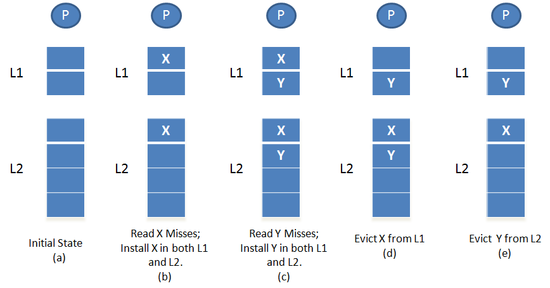 P P P P P
L1 X L1 X L1 L1 L1
Y Y Y
L2 X L2 X L2 X L2 X L2
Y Y
Initial State
(a)
Read X Misses;
Install X in both L1
and L2.
(b)
Read Y Misses;
Install Y in both L1
and L2.
(c)
Evict X from L1
(d)
Evict Y from L2
(e)